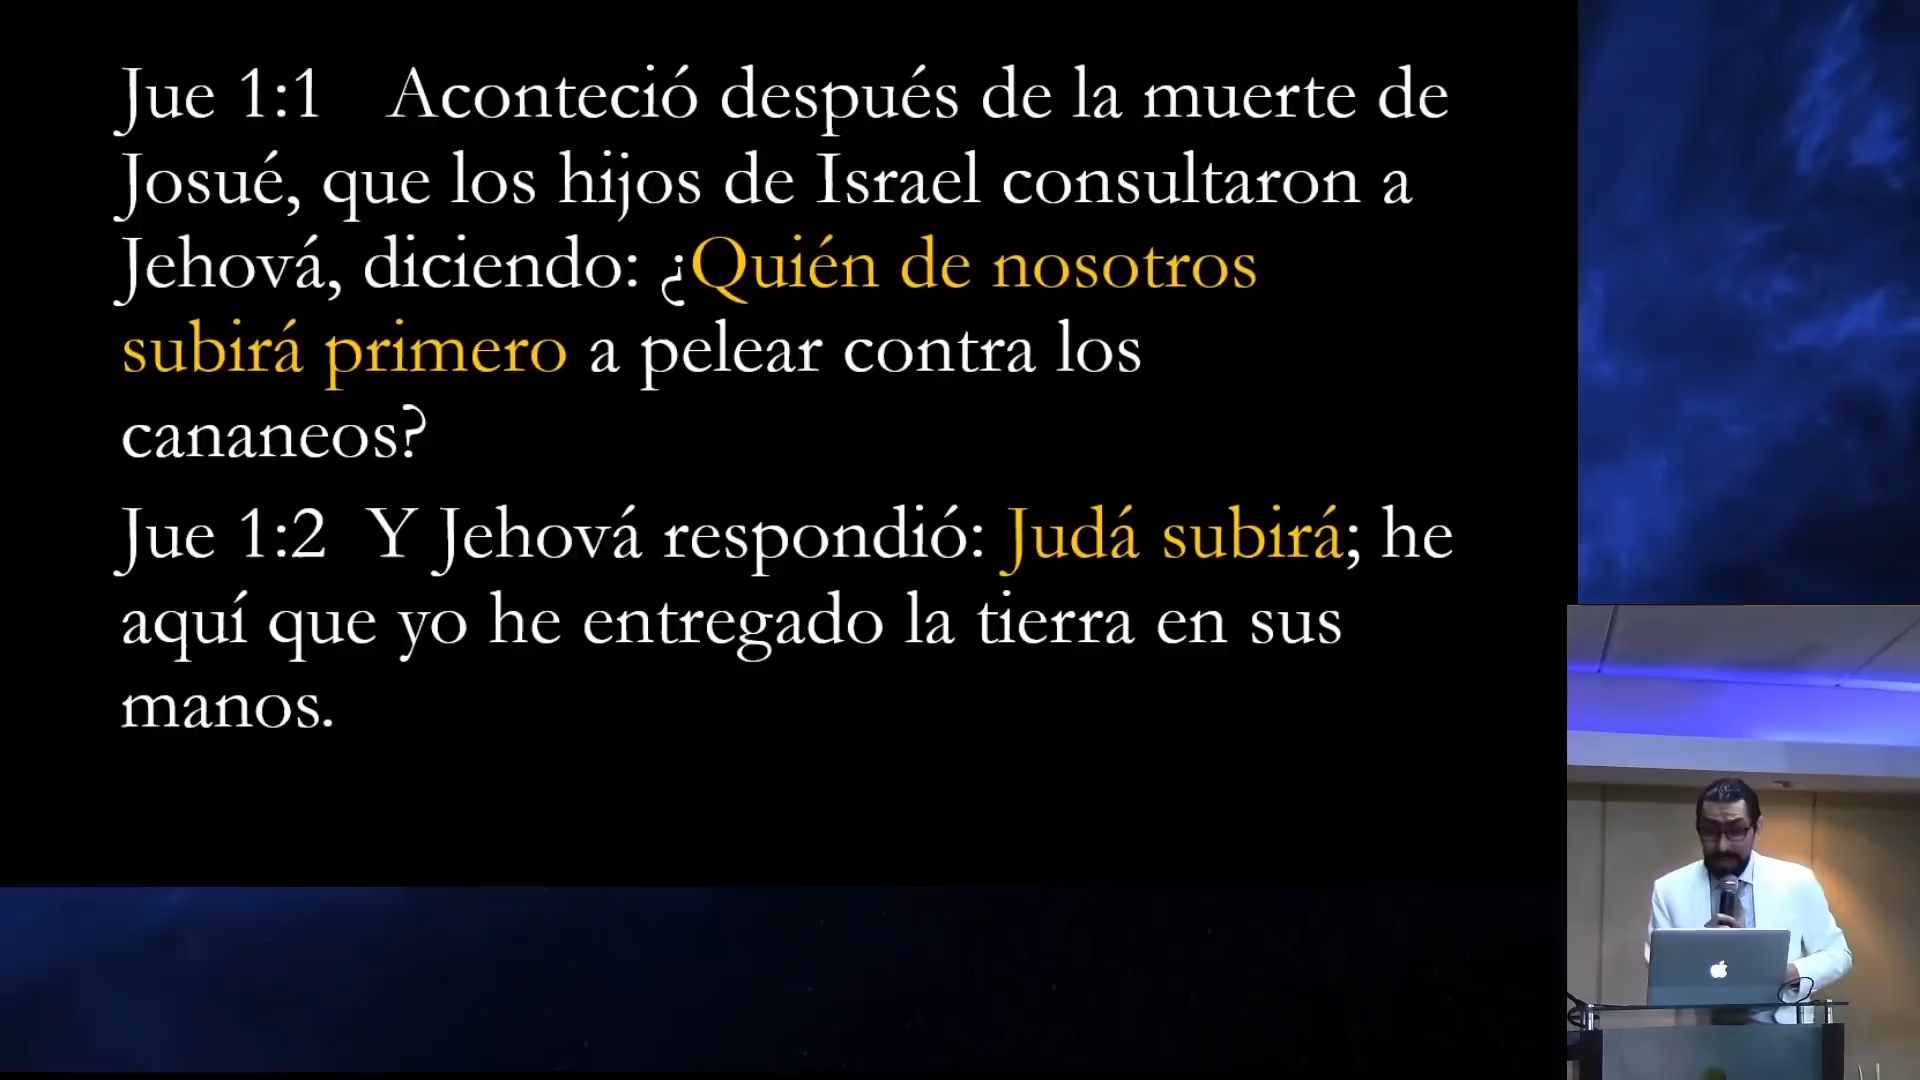 Jue 1:1 Aconteció después de la muerte de
Josué, que los hijos de Israel consultaron a
Jehová, diciendo: ¿Quién de nosotros
subirá primero a pelear contra los
cananeos?
Jue 1:2 Y Jehová respondió: Judá subirá; he
aquí que yo he entregado la tierra en sus
manos.